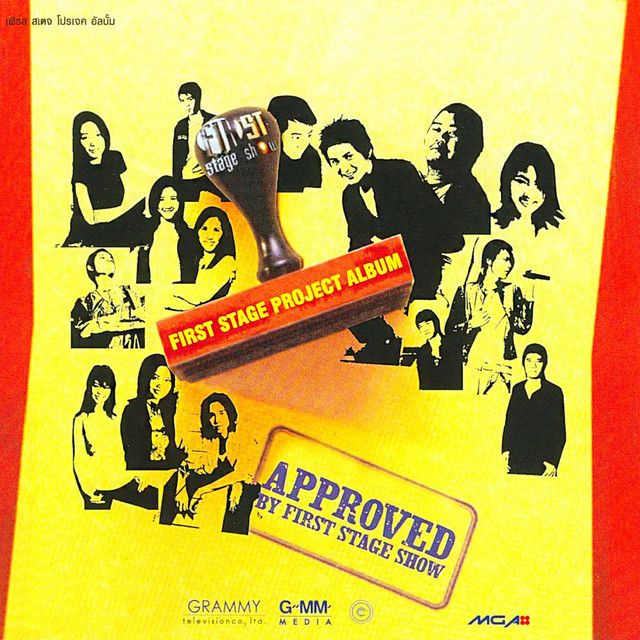 เฟิรส สเตจ โปรเจค อัลบั้ม
FIRST
stage show
FIRST STAGE PROJECT ALBUM
APPROVED
BY FIRST STAGE SHOW
GRAMMY
televisionco.,ltd.
G"MM'
MEDIA
MGA